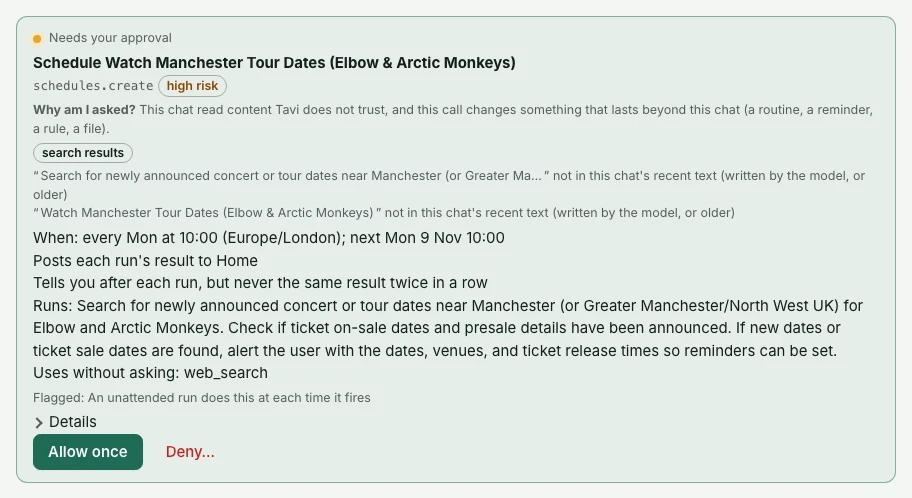 Needs your approval
Schedule Watch Manchester Tour Dates (Elbow & Arctic Monkeys)
schedules.create high risk
Why am I asked? This chat read content Tavi does not trust, and this call changes something that lasts beyond this chat (a routine, a reminder,
a rule, a file).
search results
“Search for newly announced concert or tour dates near Manchester (or Greater Ma…” not in this chat's recent text (written by the model, or
older)
“Watch Manchester Tour Dates (Elbow & Arctic Monkeys)” not in this chat's recent text (written by the model, or older)
When: every Mon at 10:00 (Europe/London); next Mon 9 Nov 10:00
Posts each run's result to Home
Tells you after each run, but never the same result twice in a row
Runs: Search for newly announced concert or tour dates near Manchester (or Greater Manchester/North West UK) for
Elbow and Arctic Monkeys. Check if ticket on-sale dates and presale details have been announced. If new dates or
ticket sale dates are found, alert the user with the dates, venues, and ticket release times so reminders can be set.
Uses without asking: web_search
Flagged: An unattended run does this at each time it fires
Details
Allow once Deny...